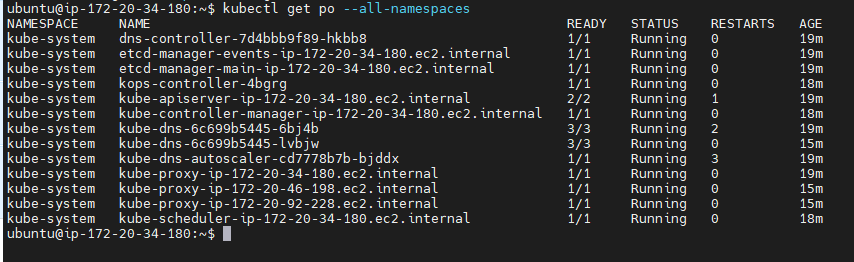 ubuntu@ip-172-20-34-180:~$ kubectl get po --all-namespaces
NAMESPACE     NAME                                                   READY   STATUS    RESTARTS   AGE
kube-system   dns-controller-7d4bbb9f89-hkbb8                        1/1     Running   0          19m
kube-system   etcd-manager-events-ip-172-20-34-180.ec2.internal      1/1     Running   0          19m
kube-system   etcd-manager-main-ip-172-20-34-180.ec2.internal        1/1     Running   0          19m
kube-system   kops-controller-4bgrg                                  1/1     Running   0          18m
kube-system   kube-apiserver-ip-172-20-34-180.ec2.internal           2/2     Running   1          19m
kube-system   kube-controller-manager-ip-172-20-34-180.ec2.internal  1/1     Running   0          18m
kube-system   kube-dns-6c699b5445-6bj4b                              3/3     Running   2          19m
kube-system   kube-dns-6c699b5445-lvbjw                              3/3     Running   0          15m
kube-system   kube-dns-autoscaler-cd7778b7b-bjddx                    1/1     Running   3          19m
kube-system   kube-proxy-ip-172-20-34-180.ec2.internal               1/1     Running   0          19m
kube-system   kube-proxy-ip-172-20-46-198.ec2.internal               1/1     Running   0          15m
kube-system   kube-proxy-ip-172-20-92-228.ec2.internal               1/1     Running   0          15m
kube-system   kube-scheduler-ip-172-20-34-180.ec2.internal           1/1     Running   0          18m
ubuntu@ip-172-20-34-180:~$